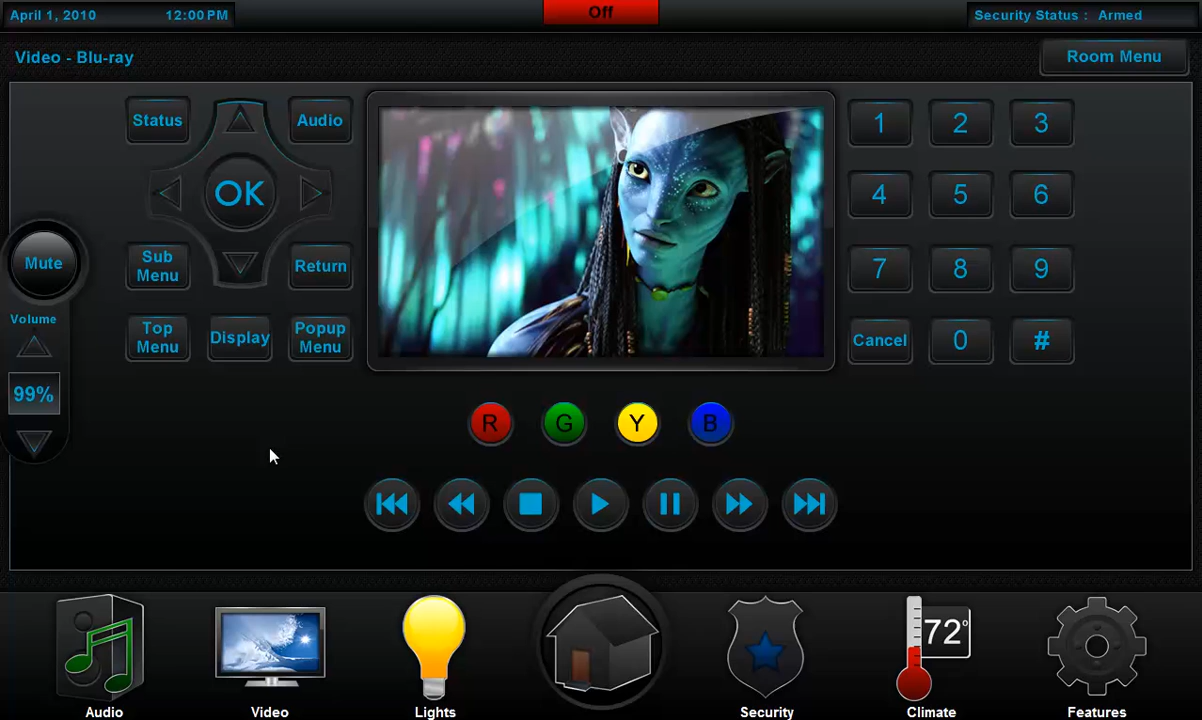 April 1, 2010 12:00 PM
Off
Security Status : Armed
Video - Blu-ray
Room Menu
Status
Audio
OK
Sub
Menu
Return
Top
Menu
Display
Popup
Menu
Mute
Volume
99%
1 2 3
4 5 6
7 8 9
Cancel 0 #
R G Y B
72°
Audio
Video
Lights
Security
Climate
Features